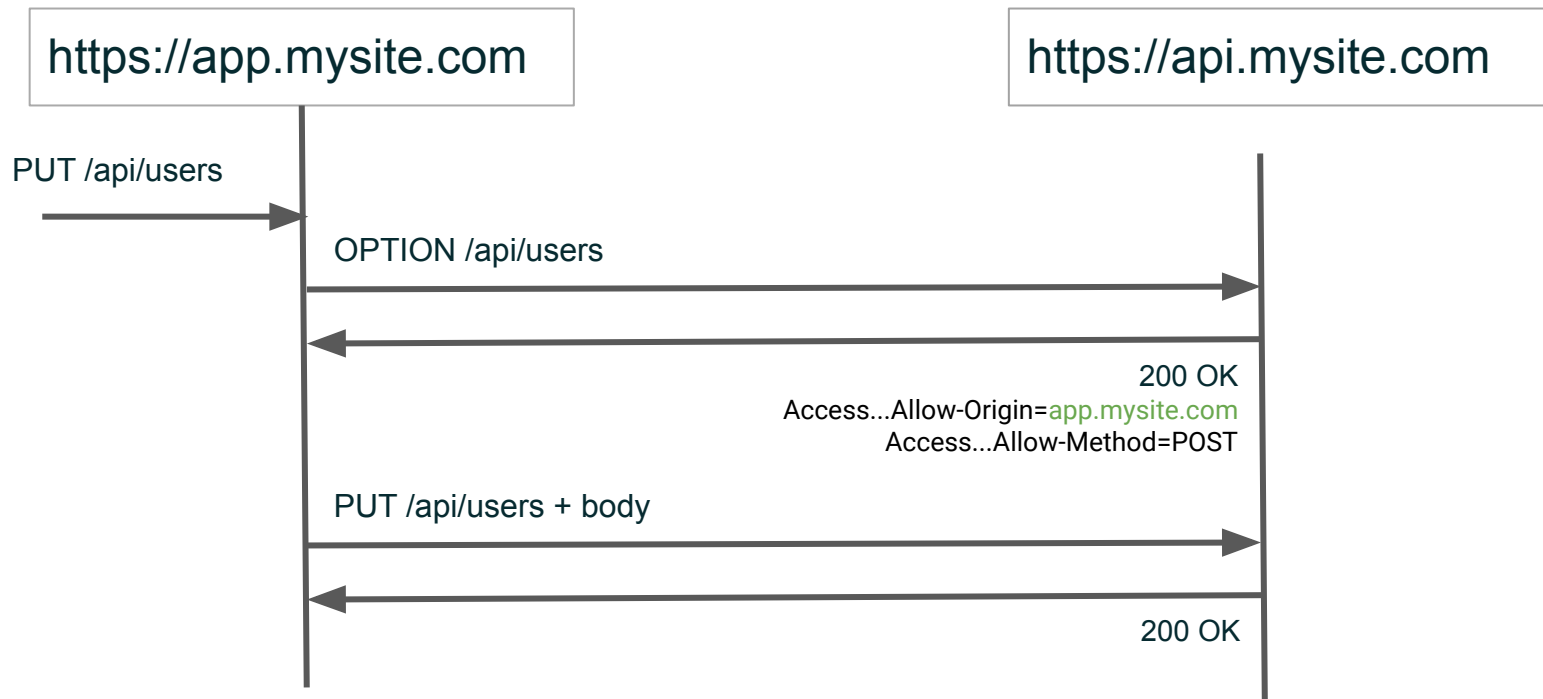 https://app.mysite.com
https://api.mysite.com
PUT /api/users
OPTION /api/users
200 OK
Access...Allow-Origin=app.mysite.com
Access...Allow-Method=POST
PUT /api/users + body
200 OK